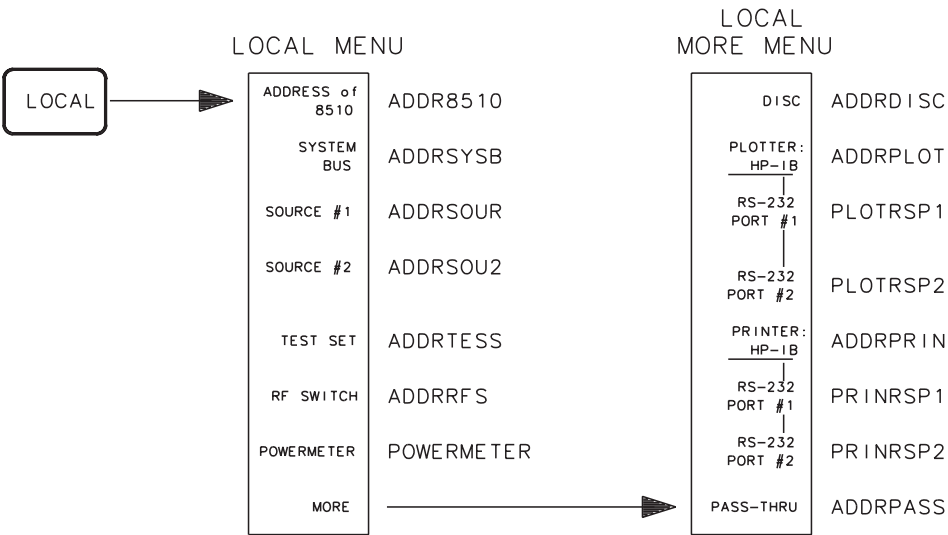 LOCAL MENU
LOCAL
ADDRESS of
8510
ADDR8510
SYSTEM
BUS
ADDRSYSB
SOURCE #1
ADDRSOUR
SOURCE #2
ADDRSOU2
TEST SET
ADDRTESS
RF SWITCH
ADDRRFS
POWERMETER
POWERMETER
MORE
LOCAL
MORE MENU
DISC
ADDRDISC
PLOTTER:
HP-IB
ADDRPLOT
RS-232
PORT #1
PLOTRSP1
RS-232
PORT #2
PLOTRSP2
PRINTER:
HP-IB
ADDRPRIN
RS-232
PORT #1
PRINRSP1
RS-232
PORT #2
PRINRSP2
PASS-THRU
ADDRPASS